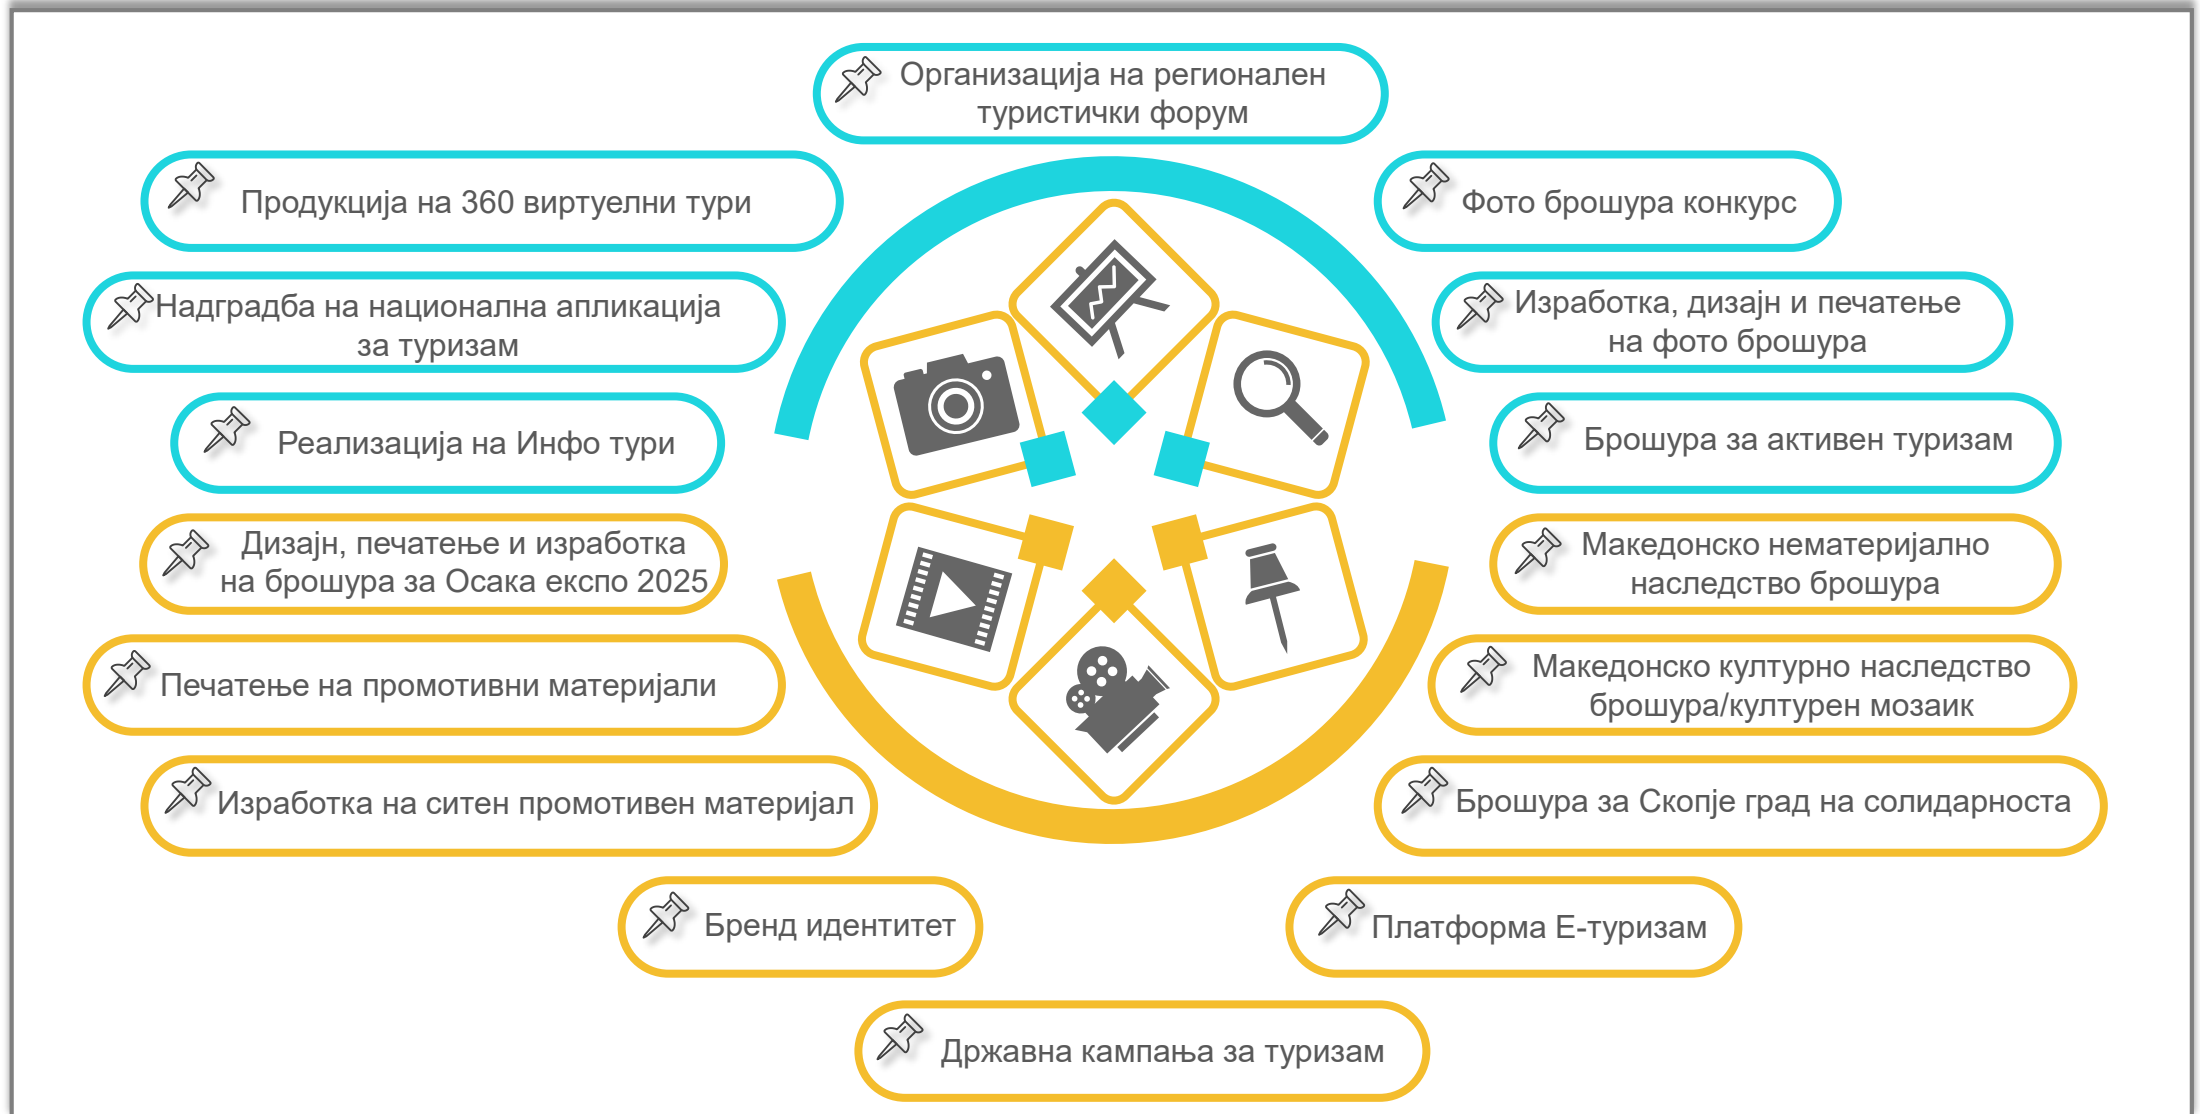 Организација на регионален
туристички форум
Продукција на 360 виртуелни тури
Фото брошура конкурс
Надградба на национална апликација
за туризам
Изработка, дизајн и печатење
на фото брошура
Реализација на Инфо тури
Брошура за активен туризам
Дизајн, печатење и изработка
на брошура за Осака експо 2025
Македонско нематеријално
наследство брошура
Печатење на промотивни материјали
Македонско културно наследство
брошура/културен мозаик
Изработка на ситен промотивен материјал
Брошура за Скопје град на солидарноста
Бренд идентитет
Платформа Е-туризам
Државна кампања за туризам